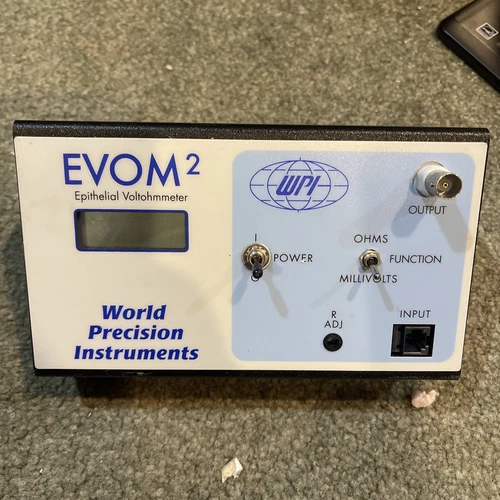 EVOM²
Epithelial Voltohmmeter
WPI
OUTPUT
I
POWER
O
OHMS
FUNCTION
MILLIVOLTS
World
Precision
Instruments
R
ADJ
INPUT